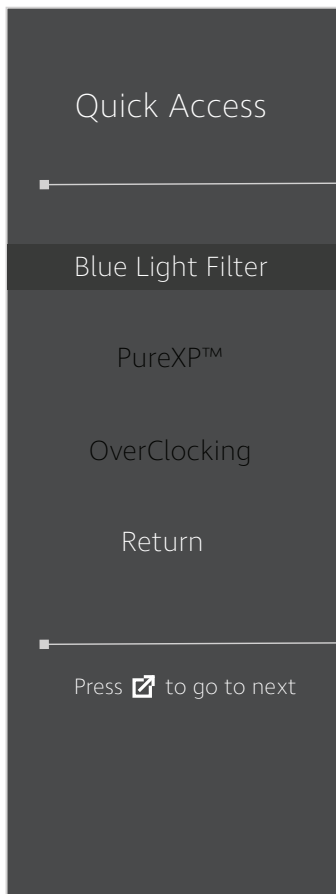 Quick Access
Blue Light Filter
PureXP™
OverClocking
Return
Press to go to next